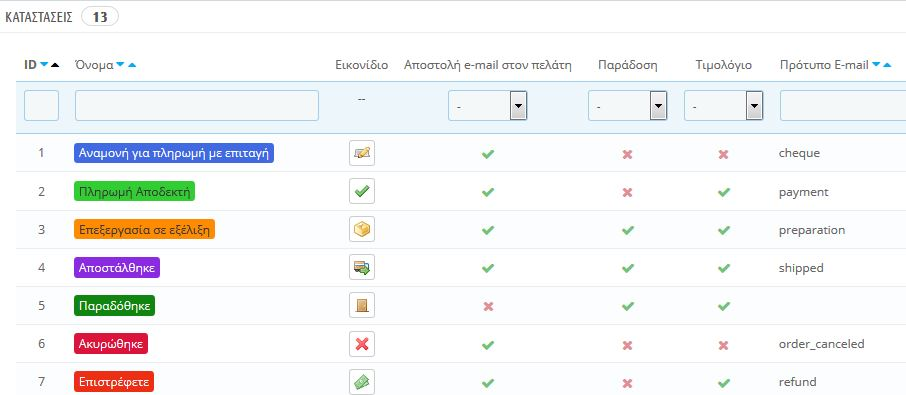 ΚΑΤΑΣΤΑΣΕΙΣ 13
ID Όνομα Εικονίδιο Αποστολή e-mail στον πελάτη Παράδοση Τιμολόγιο Πρότυπο E-mail
-- - - -
1 Αναμονή για πληρωμή με επιταγή cheque
2 Πληρωμή Αποδεκτή payment
3 Επεξεργασία σε εξέλιξη preparation
4 Αποστάλθηκε shipped
5 Παραδόθηκε
6 Ακυρώθηκε order_canceled
7 Επιστρέφετε refund